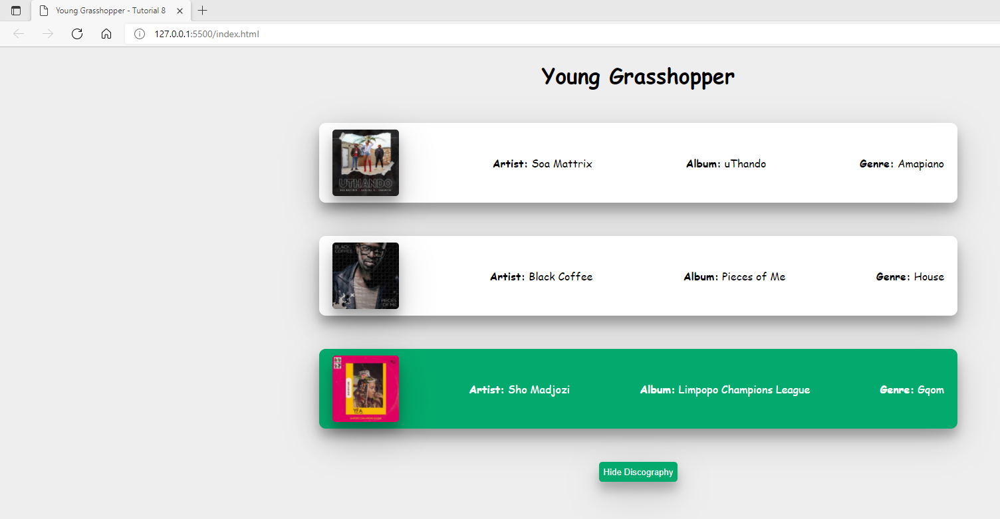 Young Grasshopper - Tutorial 8
127.0.0.1:5500/index.html
Young Grasshopper
UTHANDO
Artist: Soa Mattrix Album: uThando Genre: Amapiano
BLACK
COFFEE
PIECES
OF ME
Artist: Black Coffee Album: Pieces of Me Genre: House
Artist: Sho Madjozi Album: Limpopo Champions League Genre: Gqom
Hide Discography